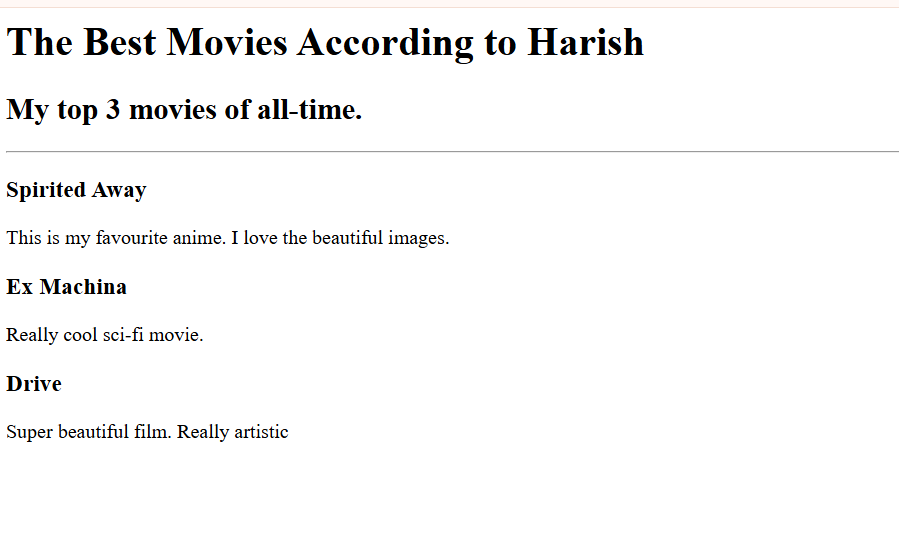 The Best Movies According to Harish
My top 3 movies of all-time.
Spirited Away
This is my favourite anime. I love the beautiful images.
Ex Machina
Really cool sci-fi movie.
Drive
Super beautiful film. Really artistic